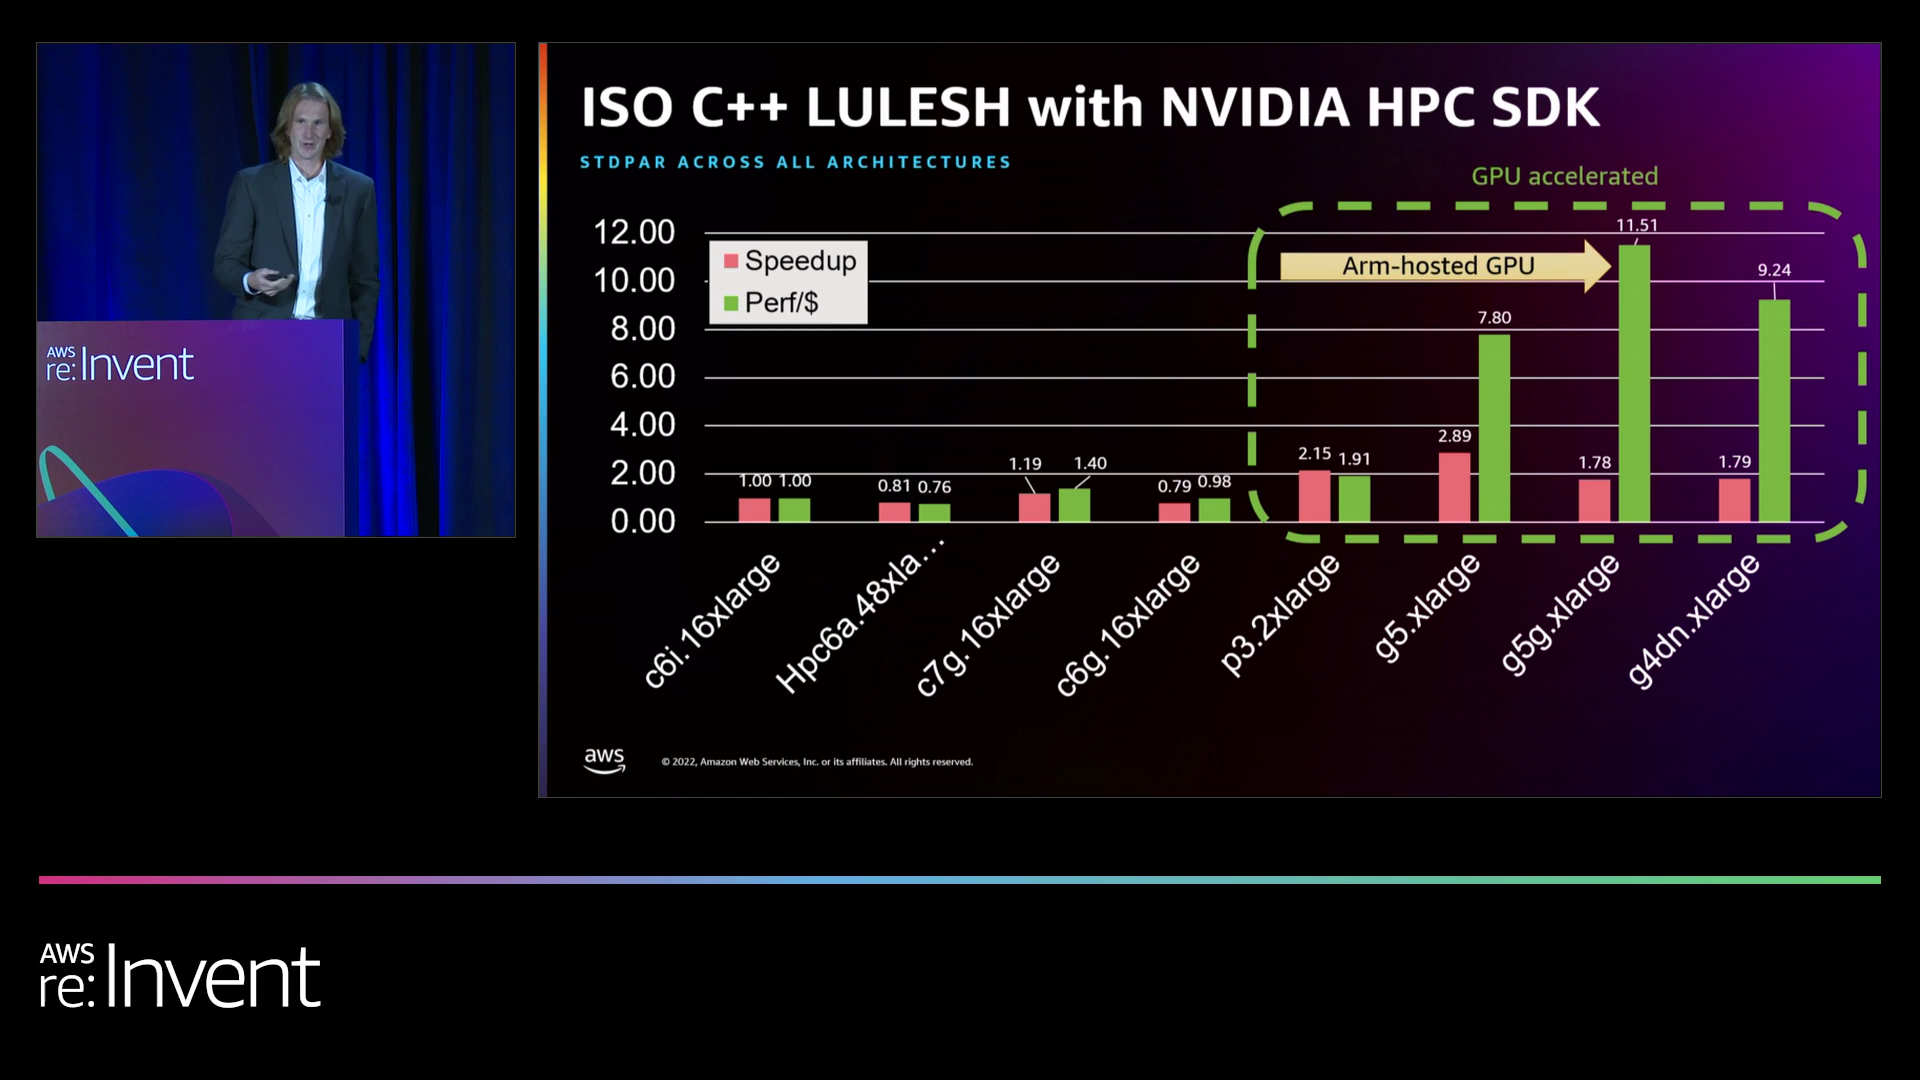 AWS
re:Invent
ISO C++ LULESH with NVIDIA HPC SDK
STDPAR ACROSS ALL ARCHITECTURES
GPU accelerated
12.00
10.00
8.00
6.00
4.00
2.00
0.00
Speedup
Perf/$
Arm-hosted GPU
1.00 1.00
0.81 0.76
1.19 1.40
0.79 0.98
2.15 1.91
2.89 7.80
1.78 11.51
1.79 9.24
c6i.16xlarge
Hpc6a.48xla...
c7g.16xlarge
c6g.16xlarge
p3.2xlarge
g5.xlarge
g5g.xlarge
g4dn.xlarge
aws
© 2022, Amazon Web Services, Inc. or its affiliates. All rights reserved.
AWS
re:Invent